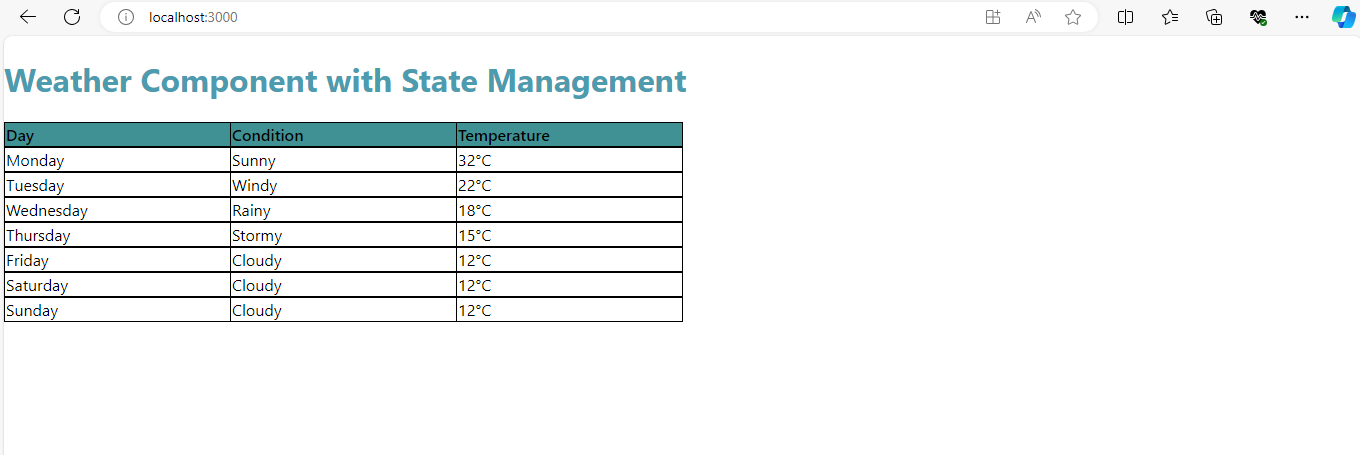 localhost:3000
Weather Component with State Management
Day Condition Temperature
Monday Sunny 32°C
Tuesday Windy 22°C
Wednesday Rainy 18°C
Thursday Stormy 15°C
Friday Cloudy 12°C
Saturday Cloudy 12°C
Sunday Cloudy 12°C